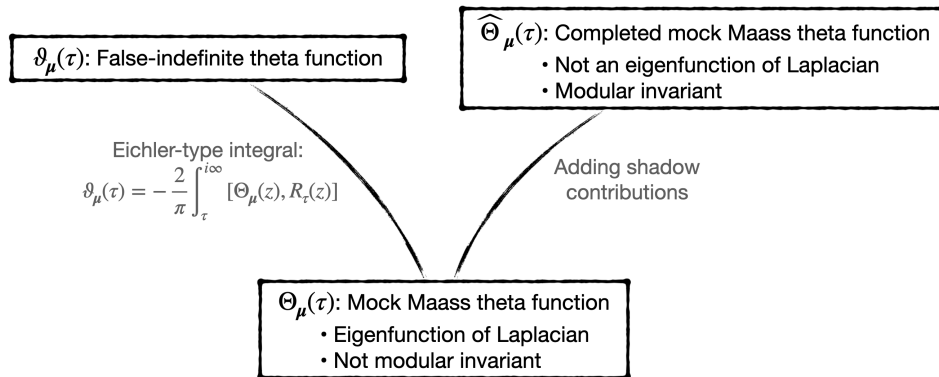 ϑ_μ(τ): False-indefinite theta function
Θ̂_μ(τ): Completed mock Maass theta function
• Not an eigenfunction of Laplacian
• Modular invariant
Eichler-type integral:
ϑ_μ(τ) = − 2/π ∫_τ^{i∞} [Θ_μ(z), R_τ(z)]
Adding shadow
contributions
Θ_μ(τ): Mock Maass theta function
• Eigenfunction of Laplacian
• Not modular invariant